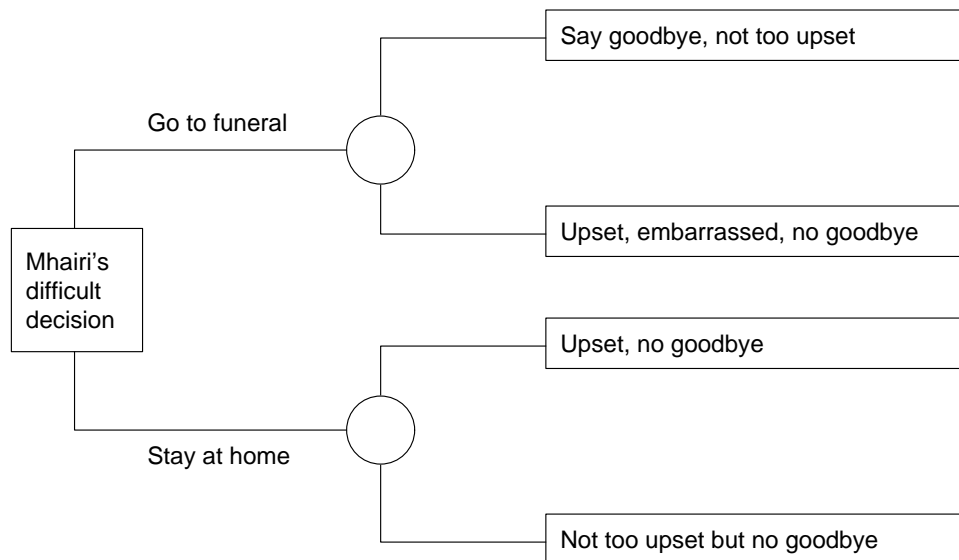 Say goodbye, not too upset
Go to funeral
Upset, embarrassed, no goodbye
Mhairi’s
difficult
decision
Upset, no goodbye
Stay at home
Not too upset but no goodbye